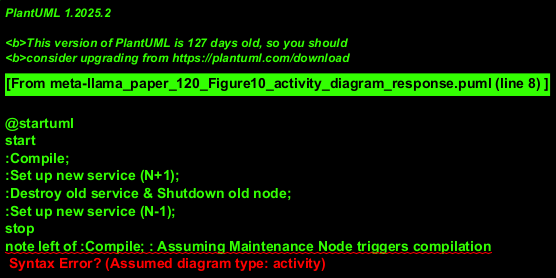 PlantUML 1.2025.2
<b>This version of PlantUML is 127 days old, so you should
<b>consider upgrading from https://plantuml.com/download
[From meta-llama_paper_120_Figure10_activity_diagram_response.puml (line 8) ]
@startuml
start
:Compile;
:Set up new service (N+1);
:Destroy old service & Shutdown old node;
:Set up new service (N-1);
stop
note left of :Compile; : Assuming Maintenance Node triggers compilation
Syntax Error? (Assumed diagram type: activity)